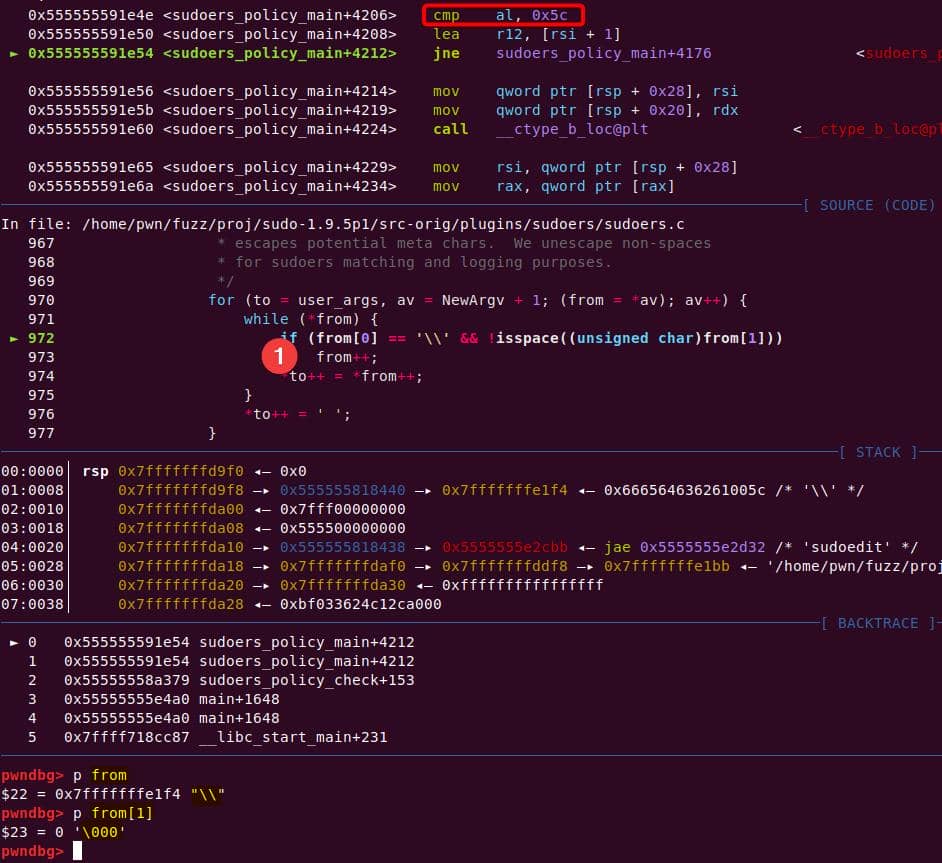 0x555555591e4e <sudoers_policy_main+4206>    cmp    al, 0x5c
0x555555591e50 <sudoers_policy_main+4208>    lea    r12, [rsi + 1]
► 0x555555591e54 <sudoers_policy_main+4212>    jne    sudoers_policy_main+4176    <sudoers_p
0x555555591e56 <sudoers_policy_main+4214>    mov    qword ptr [rsp + 0x28], rsi
0x555555591e5b <sudoers_policy_main+4219>    mov    qword ptr [rsp + 0x20], rdx
0x555555591e60 <sudoers_policy_main+4224>    call   __ctype_b_loc@plt    <__ctype_b_loc@pl
0x555555591e65 <sudoers_policy_main+4229>    mov    rsi, qword ptr [rsp + 0x28]
0x555555591e6a <sudoers_policy_main+4234>    mov    rax, qword ptr [rax]
[ SOURCE (CODE)
In file: /home/pwn/fuzz/proj/sudo-1.9.5p1/src-orig/plugins/sudoers/sudoers.c
967     * escapes potential meta chars.  We unescape non-spaces
968     * for sudoers matching and logging purposes.
969     */
970    for (to = user_args, av = NewArgv + 1; (from = *av); av++) {
971        while (*from) {
► 972            if (from[0] == '\\' && !isspace((unsigned char)from[1]))
1
973                from++;
974            *to++ = *from++;
975        }
976        *to++ = ' ';
977    }
[ STACK ]
00:0000│ rsp 0x7fffffffd9f0 ◂— 0x0
01:0008│     0x7fffffffd9f8 —▸ 0x555555818440 —▸ 0x7fffffffe1f4 ◂— 0x666564636261005c /* '\\' */
02:0010│     0x7fffffffda00 ◂— 0x7fff00000000
03:0018│     0x7fffffffda08 ◂— 0x555500000000
04:0020│     0x7fffffffda10 —▸ 0x555555818438 —▸ 0x5555555e2cbb ◂— jae 0x5555555e2d32 /* 'sudoedit' */
05:0028│     0x7fffffffda18 —▸ 0x7fffffffdaf0 —▸ 0x7fffffffddf8 —▸ 0x7fffffffe1bb ◂— '/home/pwn/fuzz/proj
06:0030│     0x7fffffffda20 —▸ 0x7fffffffda30 ◂— 0xffffffffffffffff
07:0038│     0x7fffffffda28 ◂— 0xbf033624c12ca000
[ BACKTRACE ]
► 0   0x555555591e54 sudoers_policy_main+4212
1   0x555555591e54 sudoers_policy_main+4212
2   0x55555558a379 sudoers_policy_check+153
3   0x55555555e4a0 main+1648
4   0x55555555e4a0 main+1648
5   0x7ffff718cc87 __libc_start_main+231
pwndbg> p from
$22 = 0x7fffffffe1f4 "\\"
pwndbg> p from[1]
$23 = 0 '\000'
pwndbg>